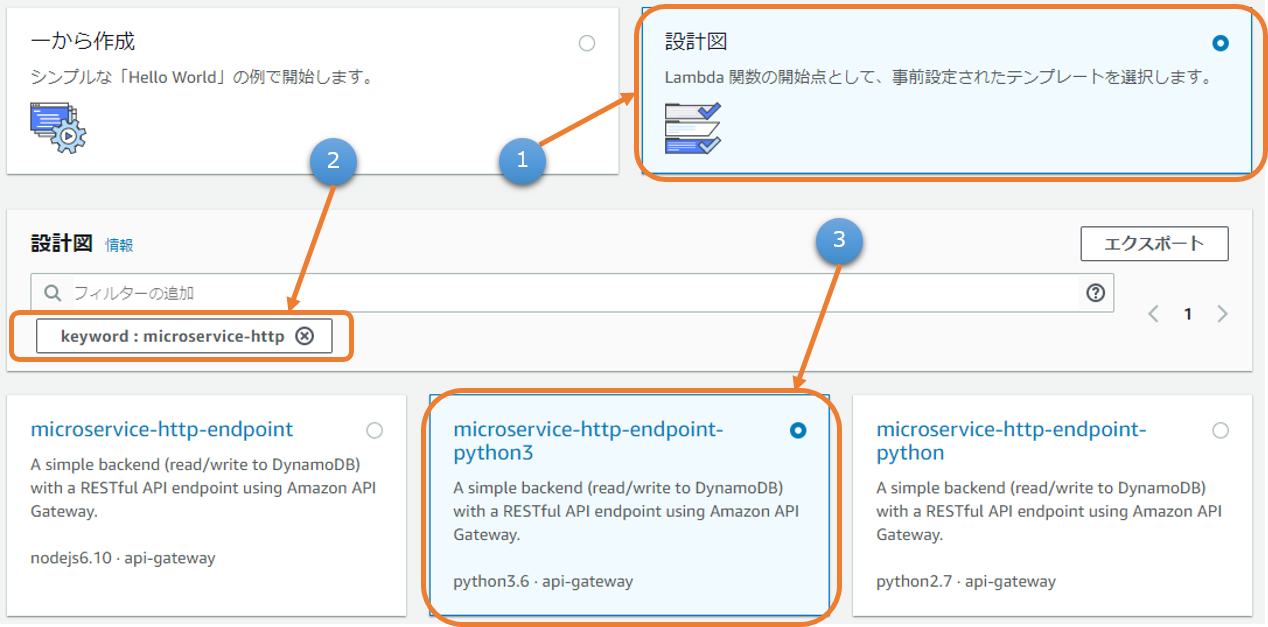 一から作成
シンプルな「Hello World」の例で開始します。
設計図
Lambda 関数の開始点として、事前設定されたテンプレートを選択します。
1
2
3
設計図 情報
エクスポート
フィルターの追加
keyword : microservice-http
1
microservice-http-endpoint
A simple backend (read/write to DynamoDB)
with a RESTful API endpoint using Amazon API
Gateway.
nodejs6.10 · api-gateway
microservice-http-endpoint-
python3
A simple backend (read/write to DynamoDB)
with a RESTful API endpoint using Amazon API
Gateway.
python3.6 · api-gateway
microservice-http-endpoint-
python
A simple backend (read/write to DynamoDB)
with a RESTful API endpoint using Amazon API
Gateway.
python2.7 · api-gateway